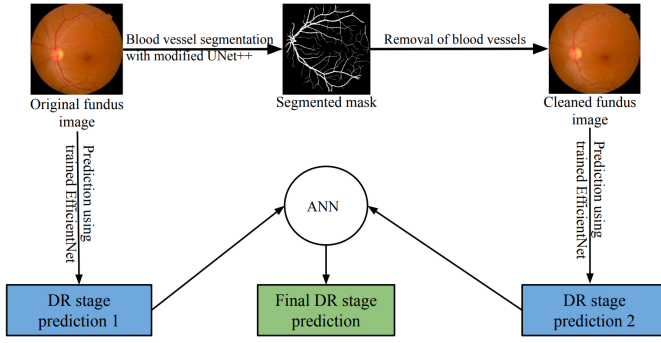 Blood vessel segmentation
with modified UNet++
Removal of blood vessels
Original fundus
image
Segmented mask
Cleaned fundus
image
Prediction using
trained EfficientNet
ANN
Prediction using
trained EfficientNet
DR stage
prediction 1
Final DR stage
prediction
DR stage
prediction 2